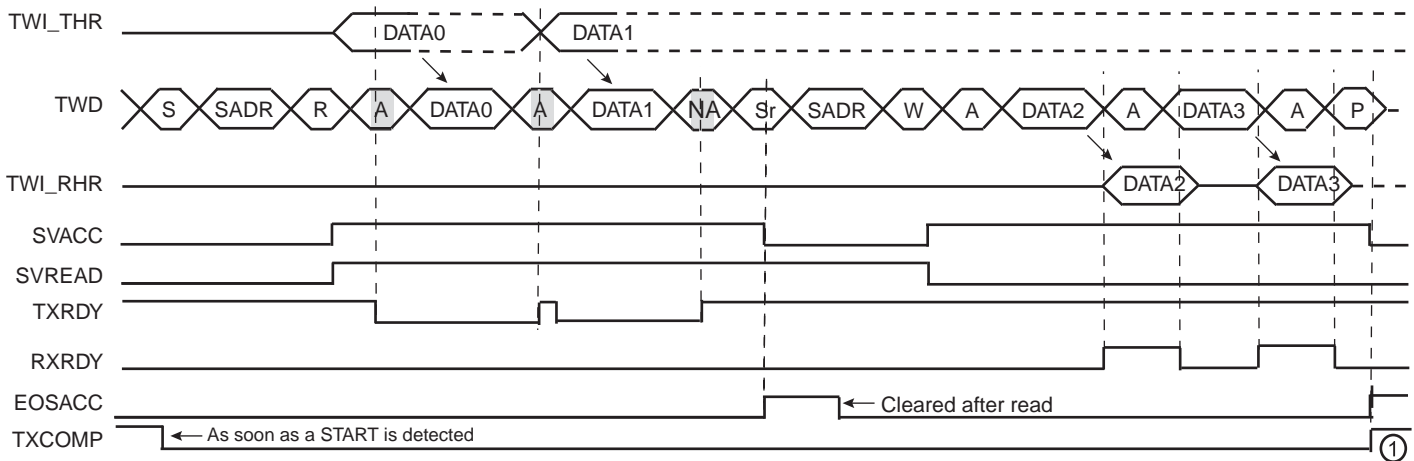 TWI_THR DATA0 DATA1
TWD S SADR R A DATA0 A DATA1 NA Sr SADR W A DATA2 A DATA3 A P
TWI_RHR DATA2 DATA3
SVACC
SVREAD
TXRDY
RXRDY
EOSACC Cleared after read
TXCOMP As soon as a START is detected 1